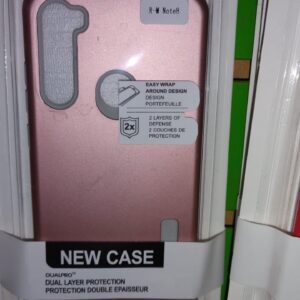 R-M Note8
EASY WRAP
AROUND DESIGN
DESIGN
PORTEFEUILLE
2x
2 LAYERS OF
DEFENSE
2 COUCHES DE
PROTECTION
NEW CASE
DUALPRO™
DUAL LAYER PROTECTION
PROTECTION DOUBLE EPAISSEUR